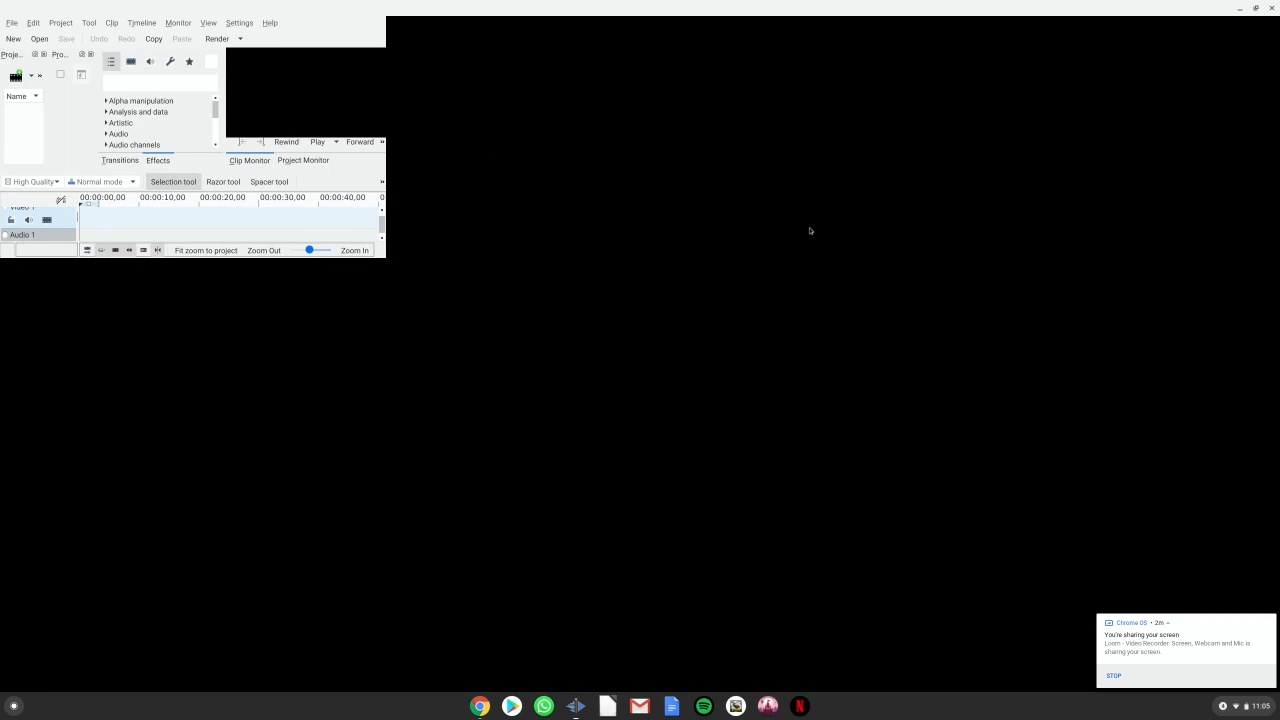 File Edit Project Tool Clip Timeline Monitor View Settings Help
New Open Save Undo Redo Copy Paste Render
Proje... Pro...
Name
Alpha manipulation
Analysis and data
Artistic
Audio
Audio channels
Rewind Play Forward
Transitions Effects Clip Monitor Project Monitor
High Quality Normal mode Selection tool Razor tool Spacer tool
00:00:00,00 00:00:10,00 00:00:20,00 00:00:30,00 00:00:40,00 0
Video 1
Audio 1
Fit zoom to project Zoom Out Zoom In
Chrome OS • 2m
You're sharing your screen
Loom - Video Recorder: Screen, Webcam and Mic is
sharing your screen.
STOP
11:05